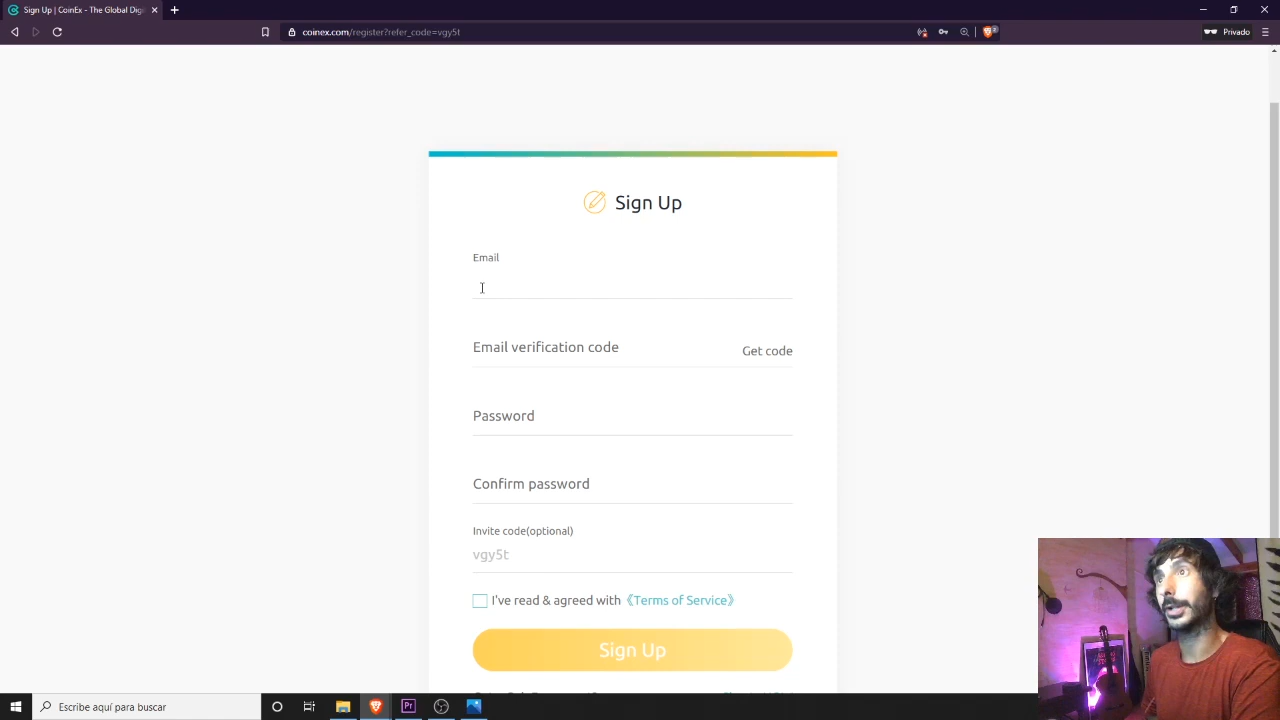 Sign Up | CoinEx - The Global Digi
coinex.com/register?refer_code=vgy5t
Privado
Sign Up
Email
Email verification code
Get code
Password
Confirm password
Invite code(optional)
vgy5t
I've read & agreed with 《Terms of Service》
Sign Up
Escribe aquí para buscar
Pr